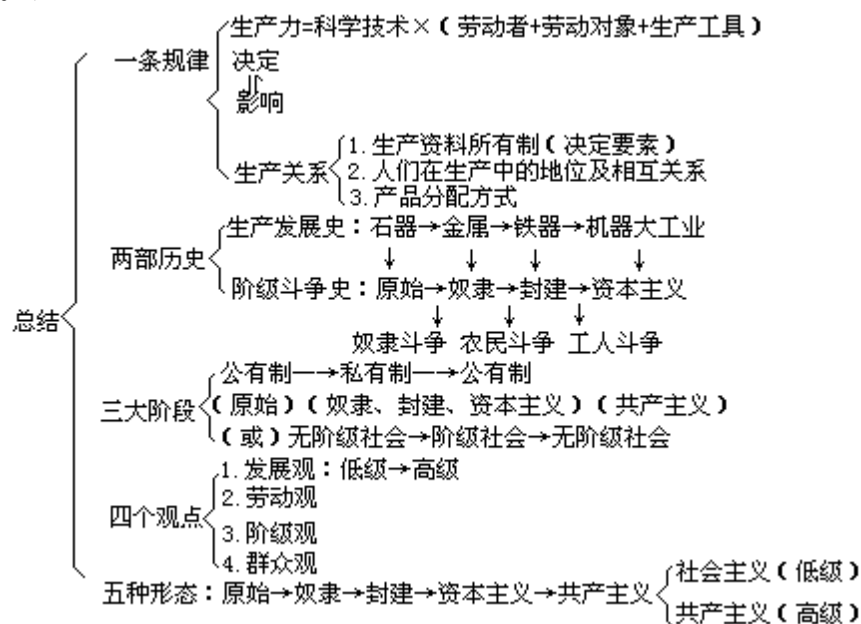 生产力=科学技术×（劳动者+劳动对象+生产工具）
一条规律
决定
影响
生产关系
1.生产资料所有制（决定要素）
2.人们在生产中的地位及相互关系
3.产品分配方式
两部历史
生产发展史：石器→金属→铁器→机器大工业
↓ ↓ ↓ ↓
阶级斗争史：原始→奴隶→封建→资本主义
↓ ↓ ↓
奴隶斗争 农民斗争 工人斗争
总结
公有制—→私有制—→公有制
三大阶段
（原始）（奴隶、封建、资本主义）（共产主义）
（或）无阶级社会→阶级社会→无阶级社会
四个观点
1.发展观：低级→高级
2.劳动观
3.阶级观
4.群众观
五种形态：原始→奴隶→封建→资本主义→共产主义
社会主义（低级）
共产主义（高级）